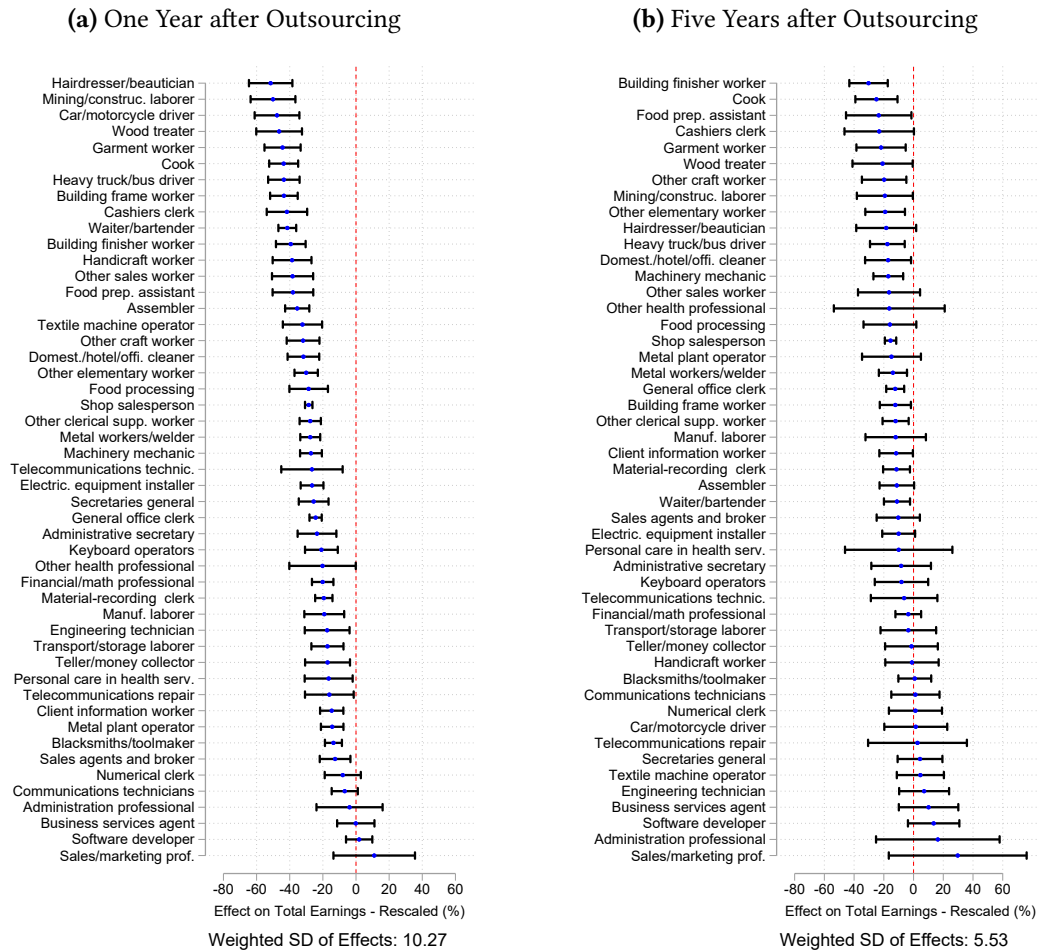 (a) One Year after Outsourcing
Hairdresser/beautician
Mining/construc. laborer
Car/motorcycle driver
Wood treater
Garment worker
Cook
Heavy truck/bus driver
Building frame worker
Cashiers clerk
Waiter/bartender
Building finisher worker
Handicraft worker
Other sales worker
Food prep. assistant
Assembler
Textile machine operator
Other craft worker
Domest./hotel/offi. cleaner
Other elementary worker
Food processing
Shop salesperson
Other clerical supp. worker
Metal workers/welder
Machinery mechanic
Telecommunications technic.
Electric. equipment installer
Secretaries general
General office clerk
Administrative secretary
Keyboard operators
Other health professional
Financial/math professional
Material-recording  clerk
Manuf. laborer
Engineering technician
Transport/storage laborer
Teller/money collector
Personal care in health serv.
Telecommunications repair
Client information worker
Metal plant operator
Blacksmiths/toolmaker
Sales agents and broker
Numerical clerk
Communications technicians
Administration professional
Business services agent
Software developer
Sales/marketing prof.
-80 -60 -40 -20 0 20 40 60
Effect on Total Earnings - Rescaled (%)
Weighted SD of Effects: 10.27
(b) Five Years after Outsourcing
Building finisher worker
Cook
Food prep. assistant
Cashiers clerk
Garment worker
Wood treater
Other craft worker
Mining/construc. laborer
Other elementary worker
Hairdresser/beautician
Heavy truck/bus driver
Domest./hotel/offi. cleaner
Machinery mechanic
Other sales worker
Other health professional
Food processing
Shop salesperson
Metal plant operator
Metal workers/welder
General office clerk
Building frame worker
Other clerical supp. worker
Manuf. laborer
Client information worker
Material-recording  clerk
Assembler
Waiter/bartender
Sales agents and broker
Electric. equipment installer
Personal care in health serv.
Administrative secretary
Keyboard operators
Telecommunications technic.
Financial/math professional
Transport/storage laborer
Teller/money collector
Handicraft worker
Blacksmiths/toolmaker
Communications technicians
Numerical clerk
Car/motorcycle driver
Telecommunications repair
Secretaries general
Textile machine operator
Engineering technician
Business services agent
Software developer
Administration professional
Sales/marketing prof.
-80 -60 -40 -20 0 20 40 60
Effect on Total Earnings - Rescaled (%)
Weighted SD of Effects: 5.53